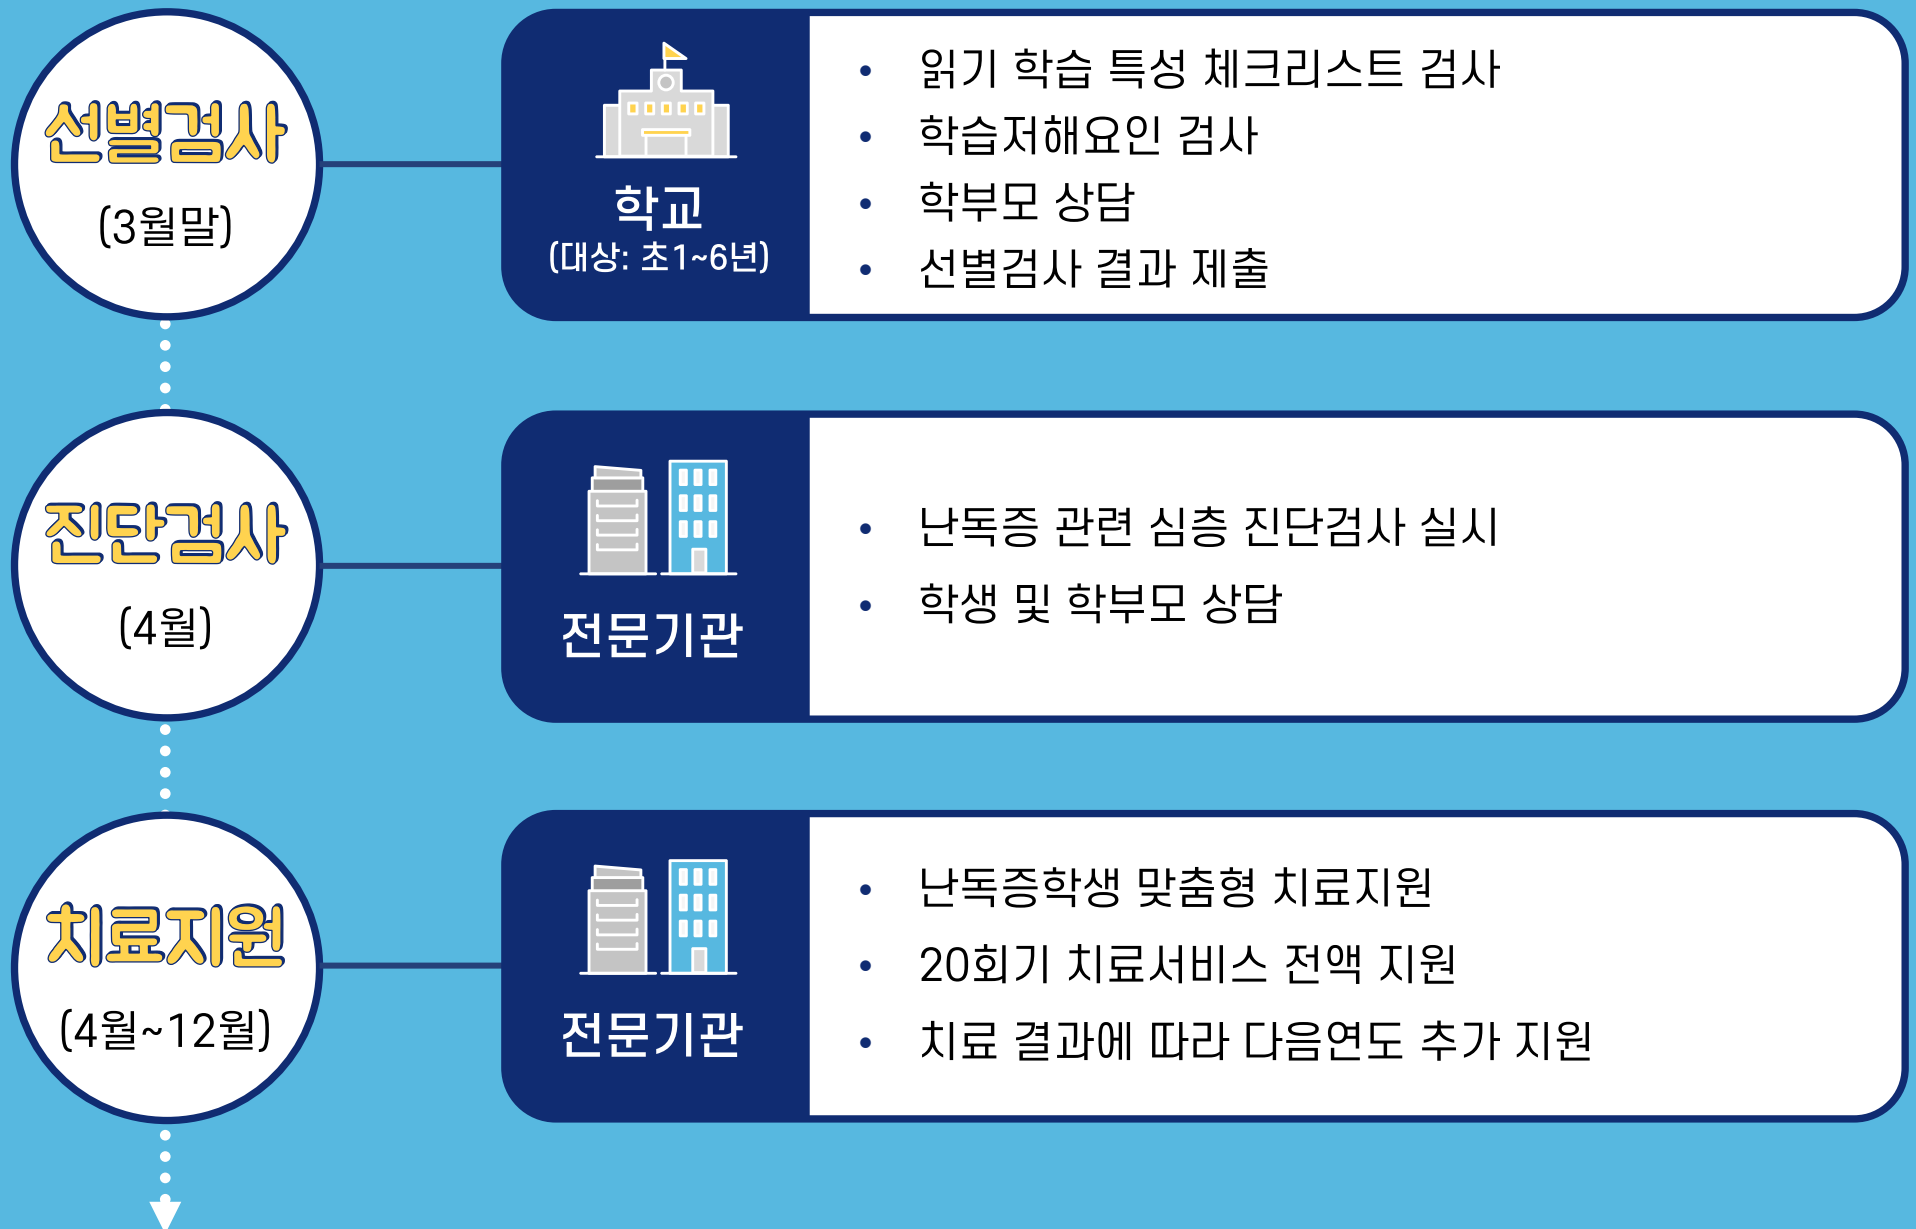 선별검사
(3월말)
학교
(대상: 초1~6년)
• 읽기 학습 특성 체크리스트 검사
• 학습저해요인 검사
• 학부모 상담
• 선별검사 결과 제출
진단검사
(4월)
전문기관
• 난독증 관련 심층 진단검사 실시
• 학생 및 학부모 상담
치료지원
(4월~12월)
전문기관
• 난독증학생 맞춤형 치료지원
• 20회기 치료서비스 전액 지원
• 치료 결과에 따라 다음연도 추가 지원